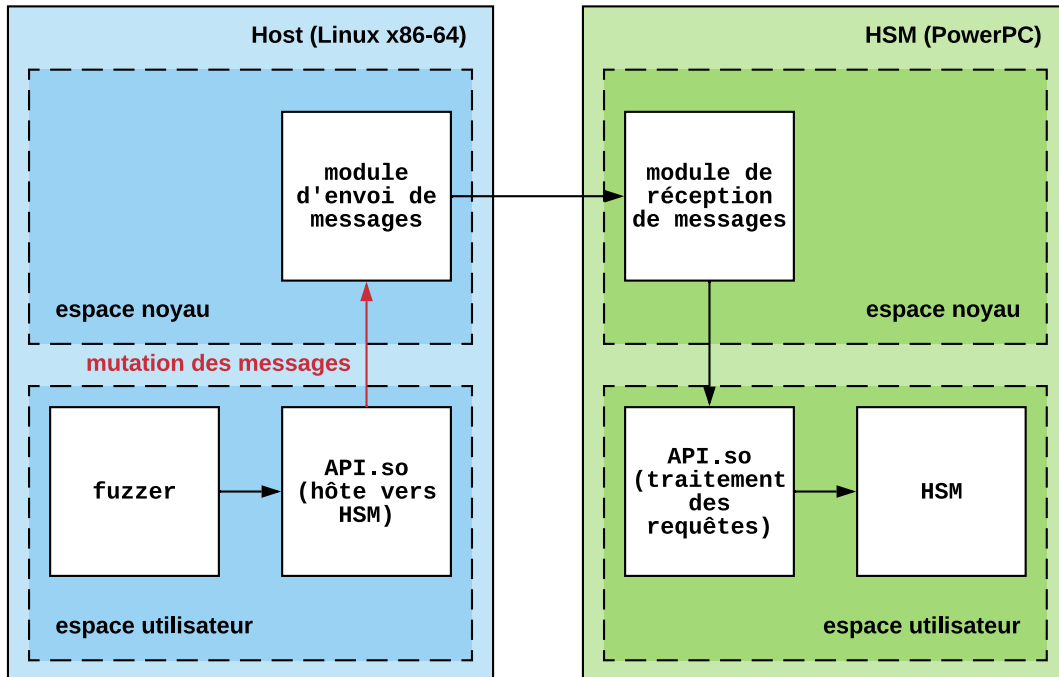 Host (Linux x86-64)
module
d'envoi de
messages
espace noyau
mutation des messages
fuzzer
API.so
(hôte vers
HSM)
espace utilisateur
HSM (PowerPC)
module de
réception
de messages
espace noyau
API.so
(traitement
des
requêtes)
HSM
espace utilisateur